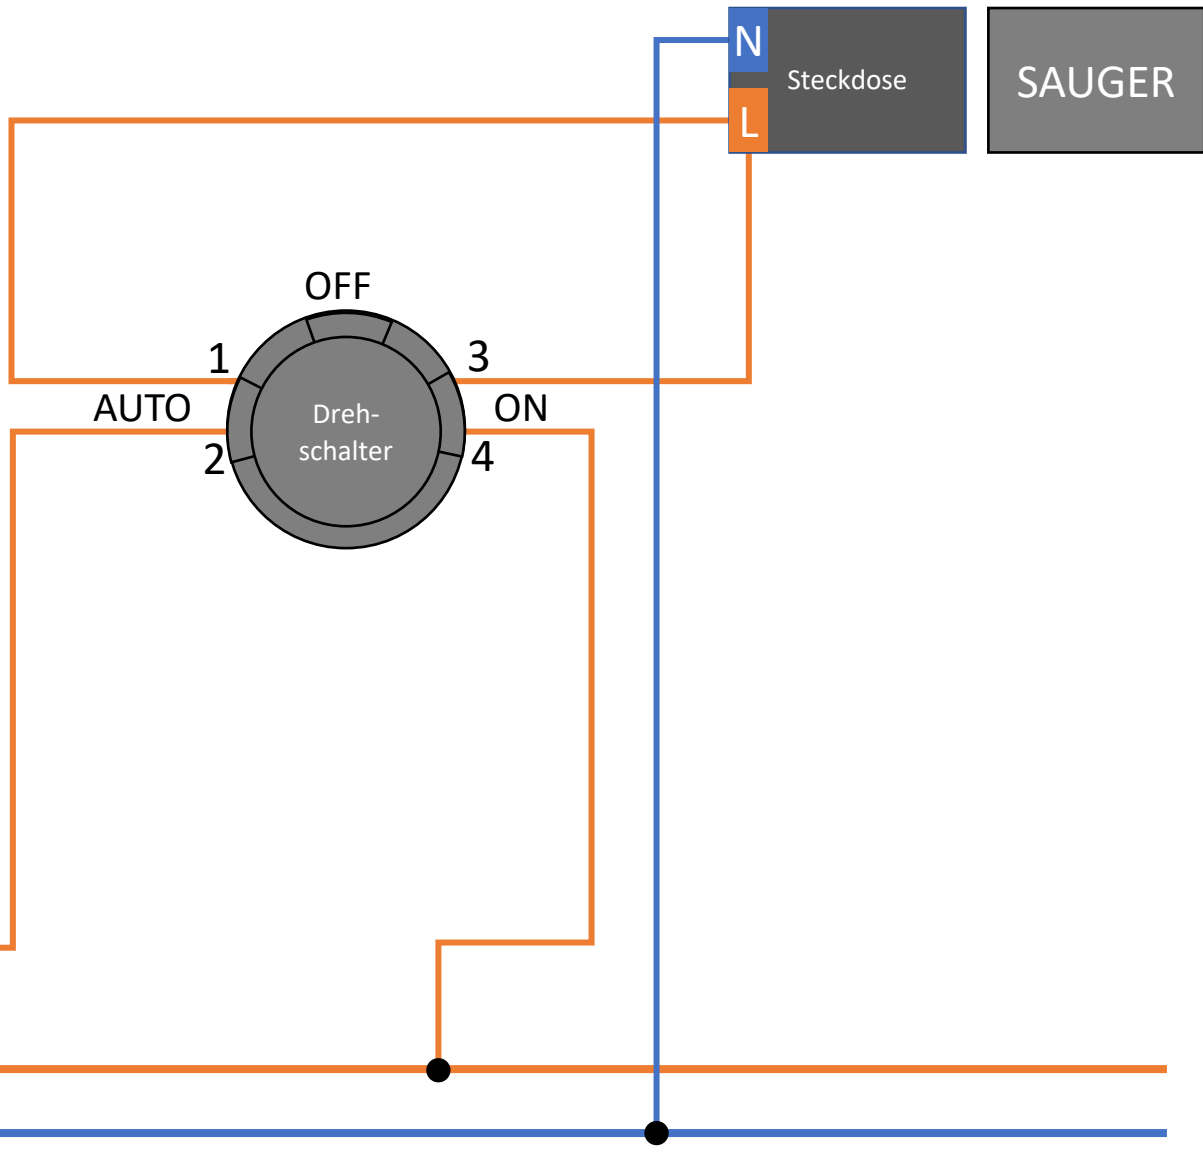 N
Steckdose
SAUGER
L
OFF
1
3
AUTO
ON
Dreh-
schalter
2
4